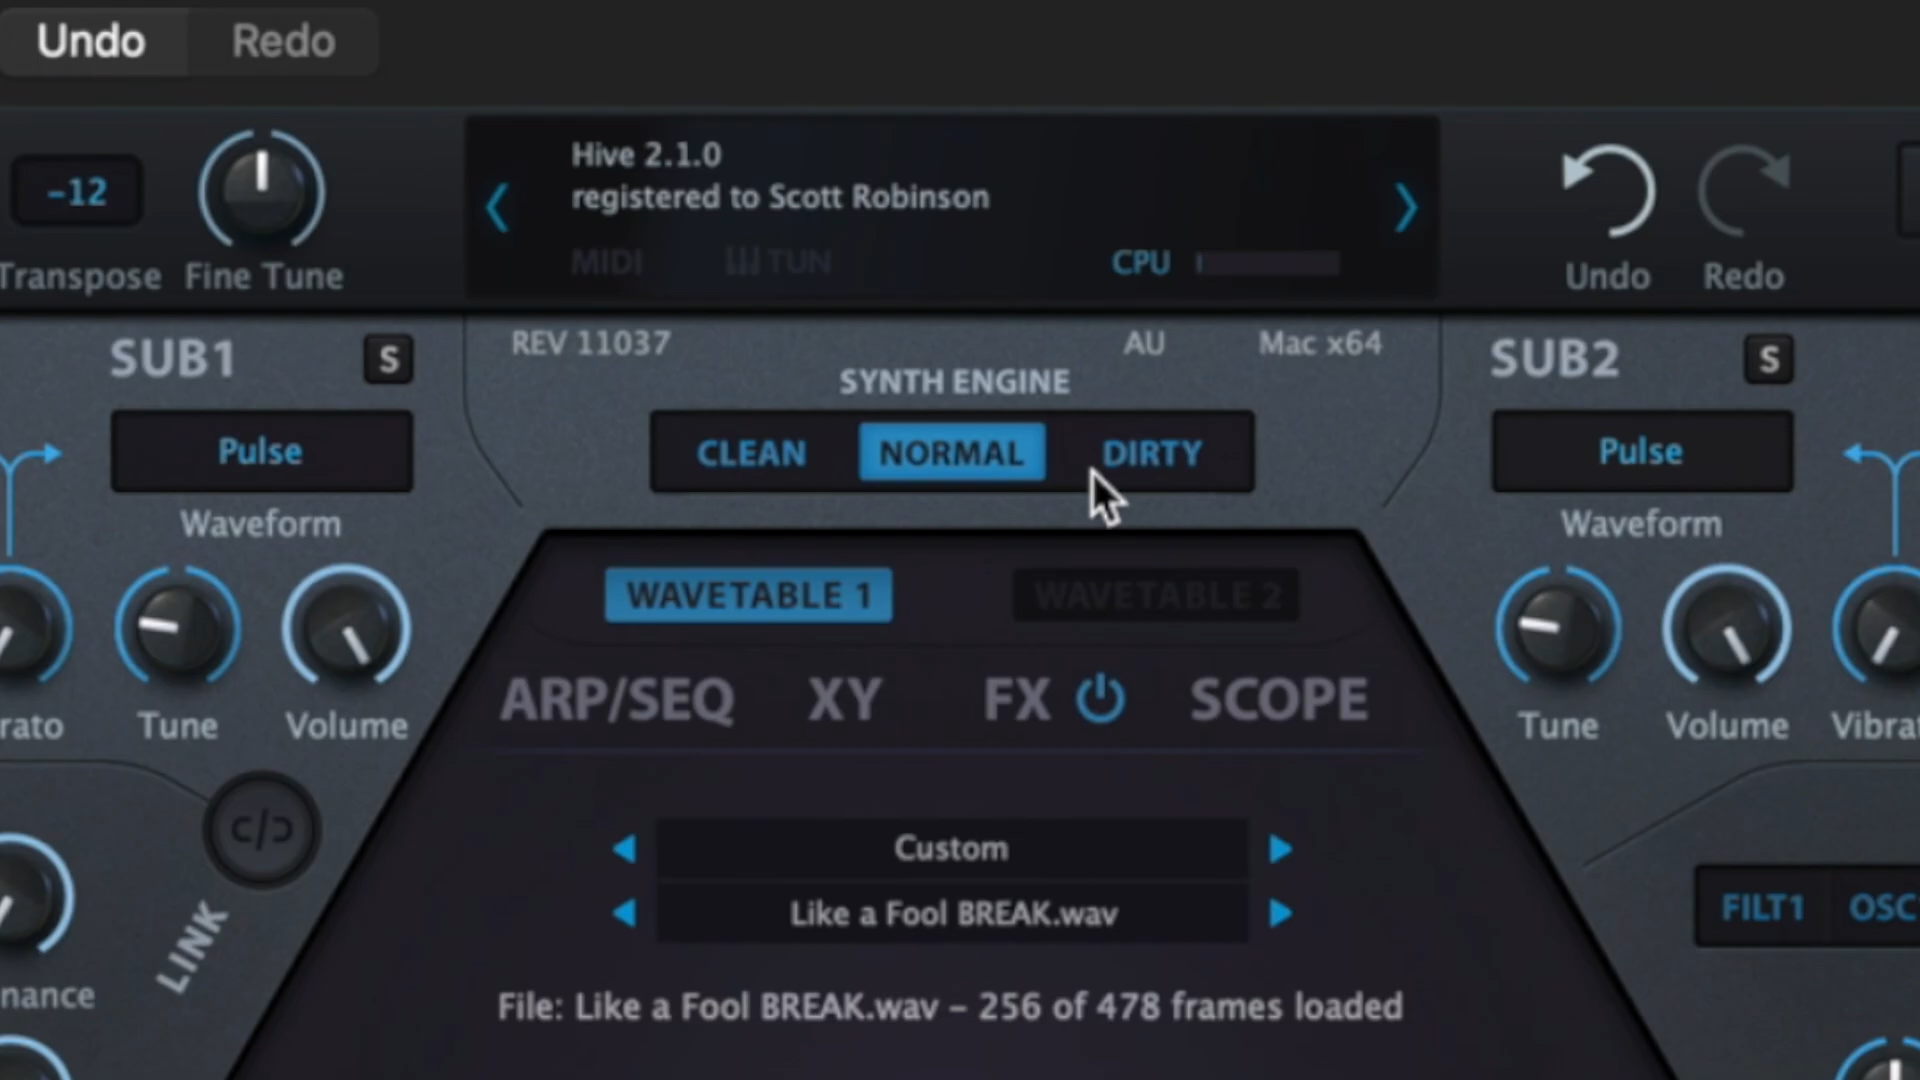 Undo Redo
-12
Transpose Fine Tune
Hive 2.1.0
registered to Scott Robinson
MIDI TUN CPU
Undo Redo
REV 11037 AU Mac x64
SUB1 S
SYNTH ENGINE
CLEAN NORMAL DIRTY
SUB2 S
Pulse
Waveform
Pulse
Waveform
WAVETABLE 1 WAVETABLE 2
ARP/SEQ XY FX SCOPE
rato Tune Volume
Tune Volume Vibrat
Custom
Like a Fool BREAK.wav
LINK
nance
FILT1 OSC
File: Like a Fool BREAK.wav – 256 of 478 frames loaded